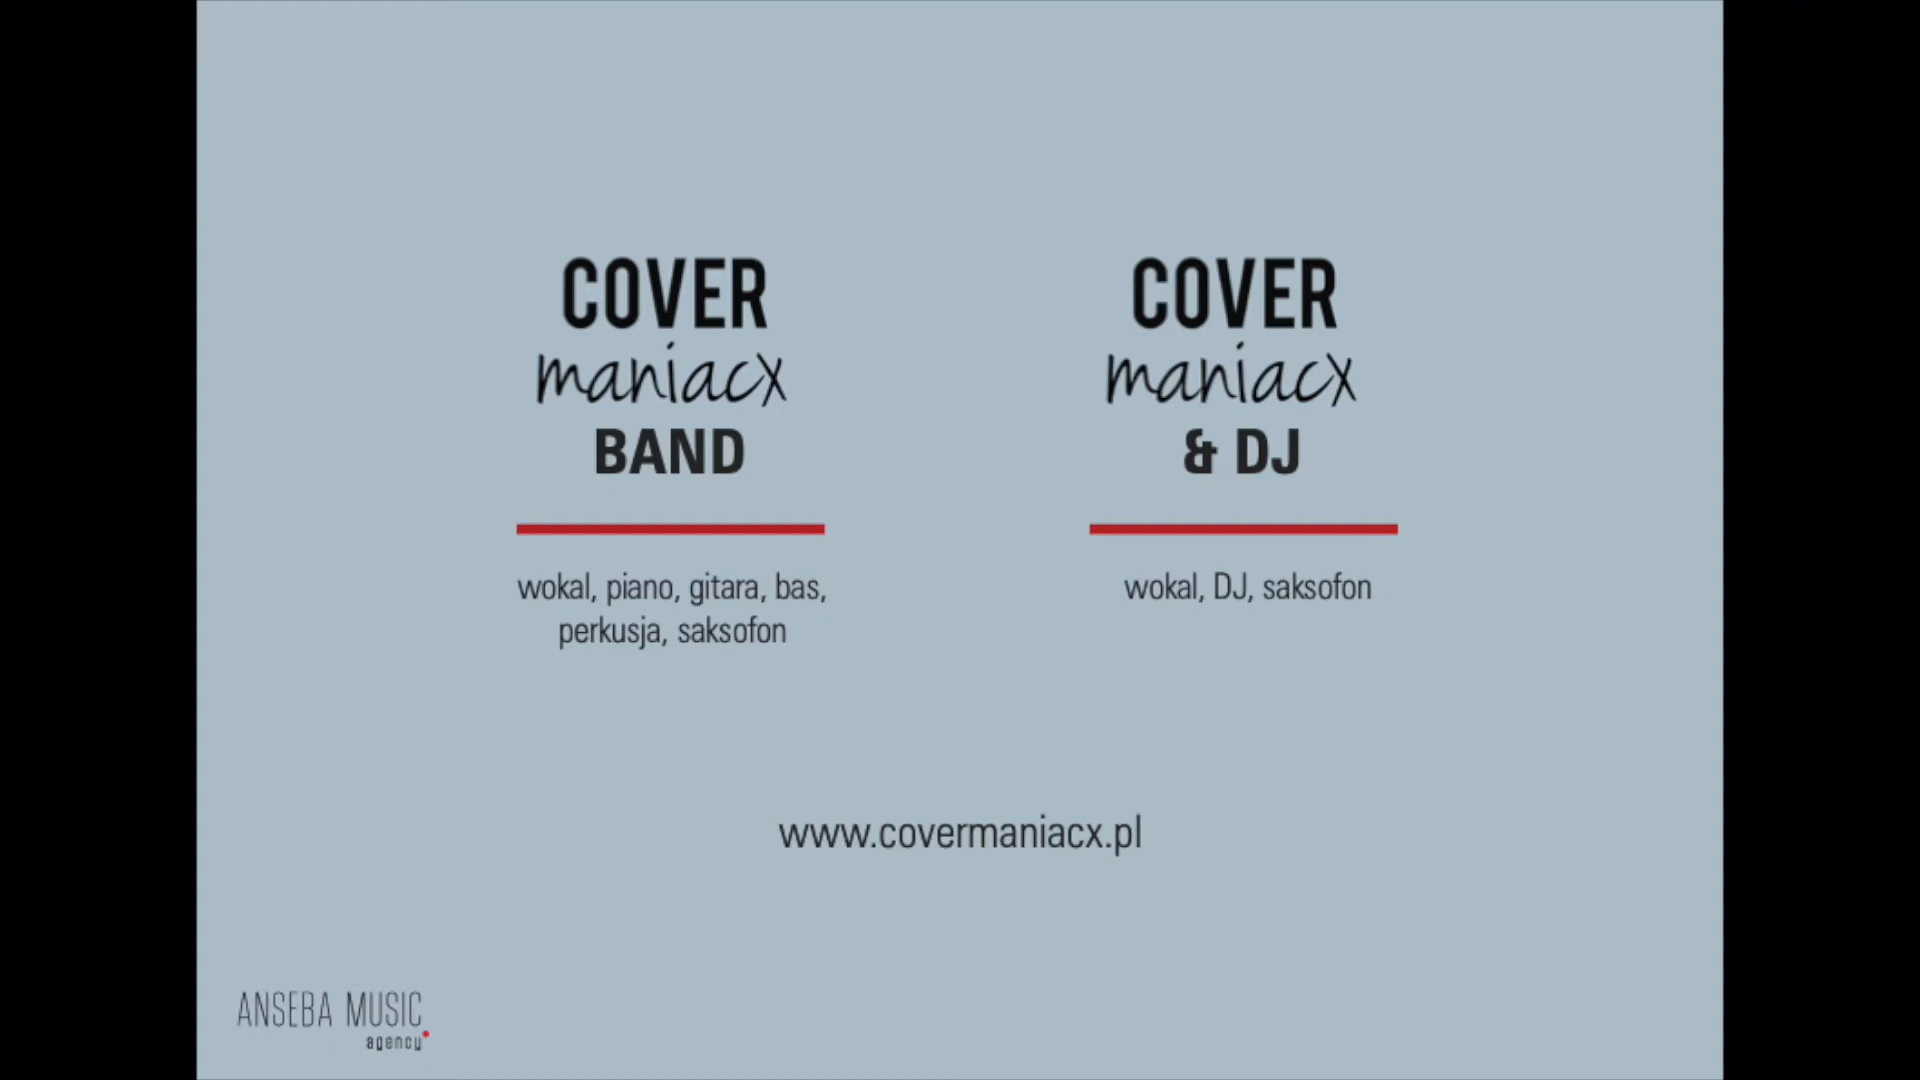 COVER
maniacx
BAND
wokal, piano, gitara, bas,
perkusja, saksofon
COVER
maniacx
& DJ
wokal, DJ, saksofon
www.covermaniacx.pl
ANSEBA MUSIC
agency